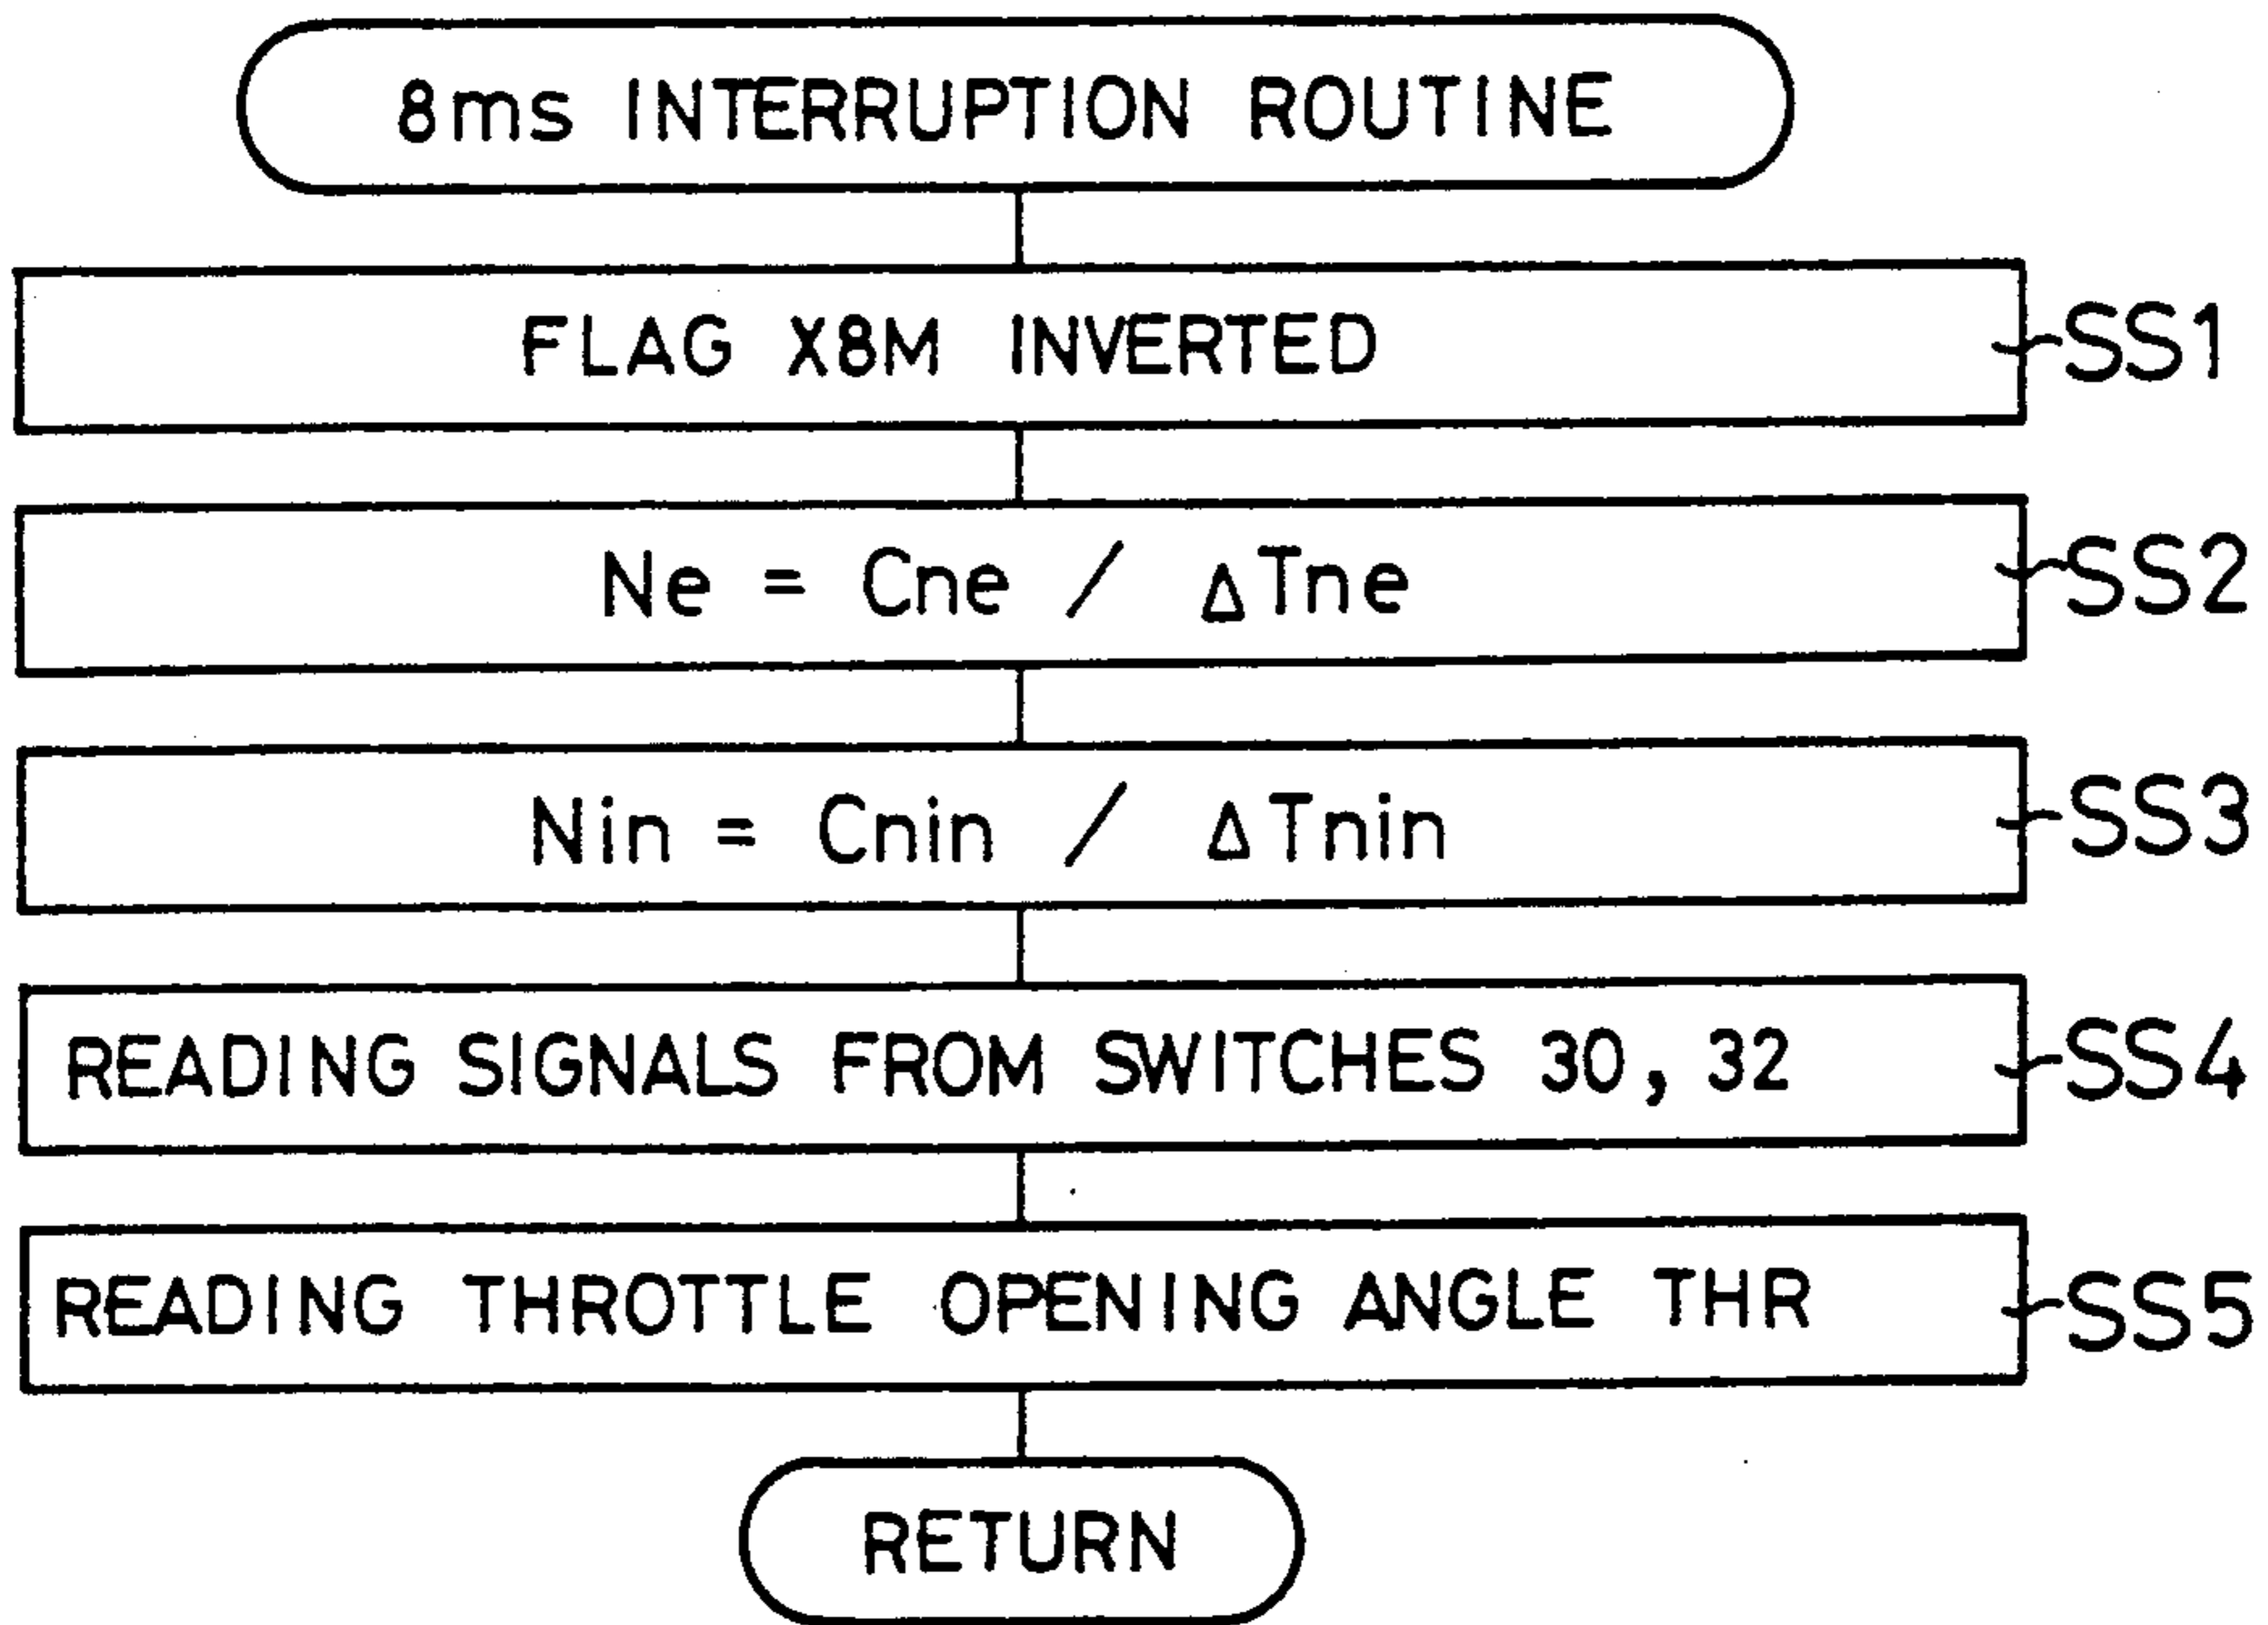 8ms INTERRUPTION ROUTINE
FLAG X8M INVERTED SS1
Ne = Cne / ΔTne SS2
Nin = Cnin / ΔTnin SS3
READING SIGNALS FROM SWITCHES 30, 32 SS4
READING THROTTLE OPENING ANGLE THR SS5
RETURN